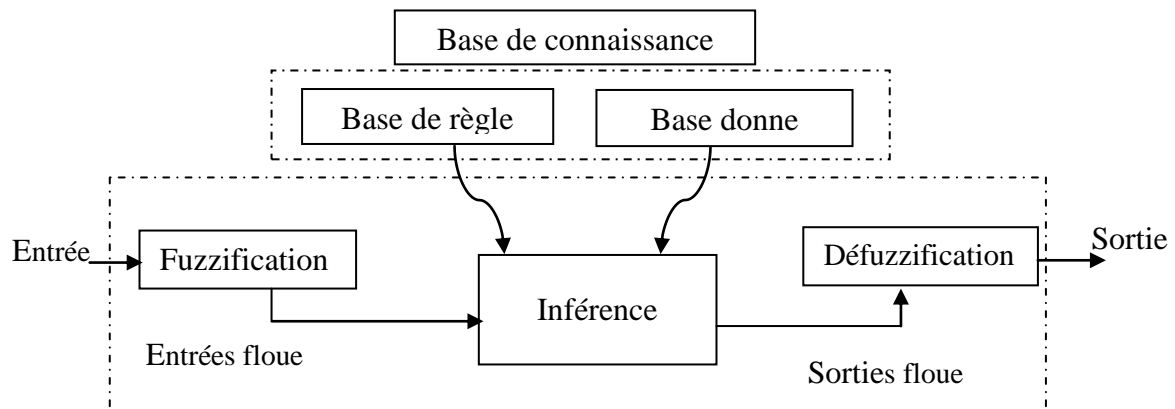 Base de connaissance
Base de règle
Base donne
Entrée
Fuzzification
Inférence
Défuzzification
Sortie
Entrées floue
Sorties floue